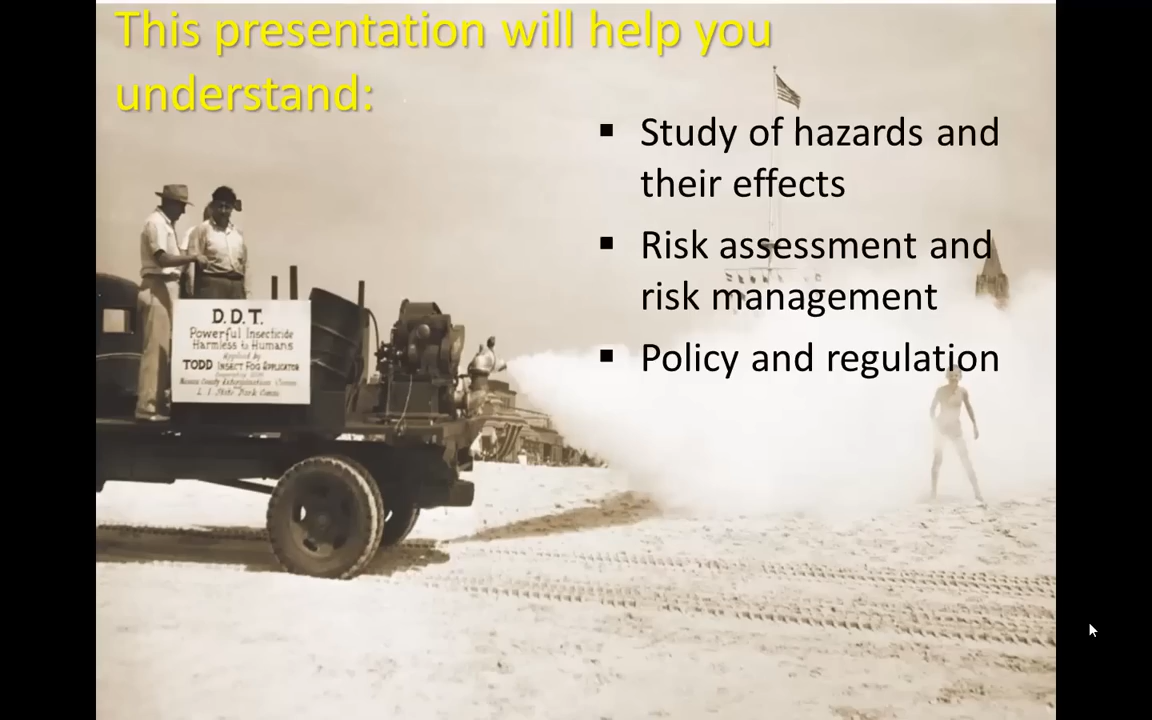 This presentation will help you
understand:
▪ Study of hazards and
their effects
▪ Risk assessment and
risk management
▪ Policy and regulation
D.D.T.
Powerful Insecticide
Harmless to Humans
Applied by
TODD INSECT FOG APPLICATOR